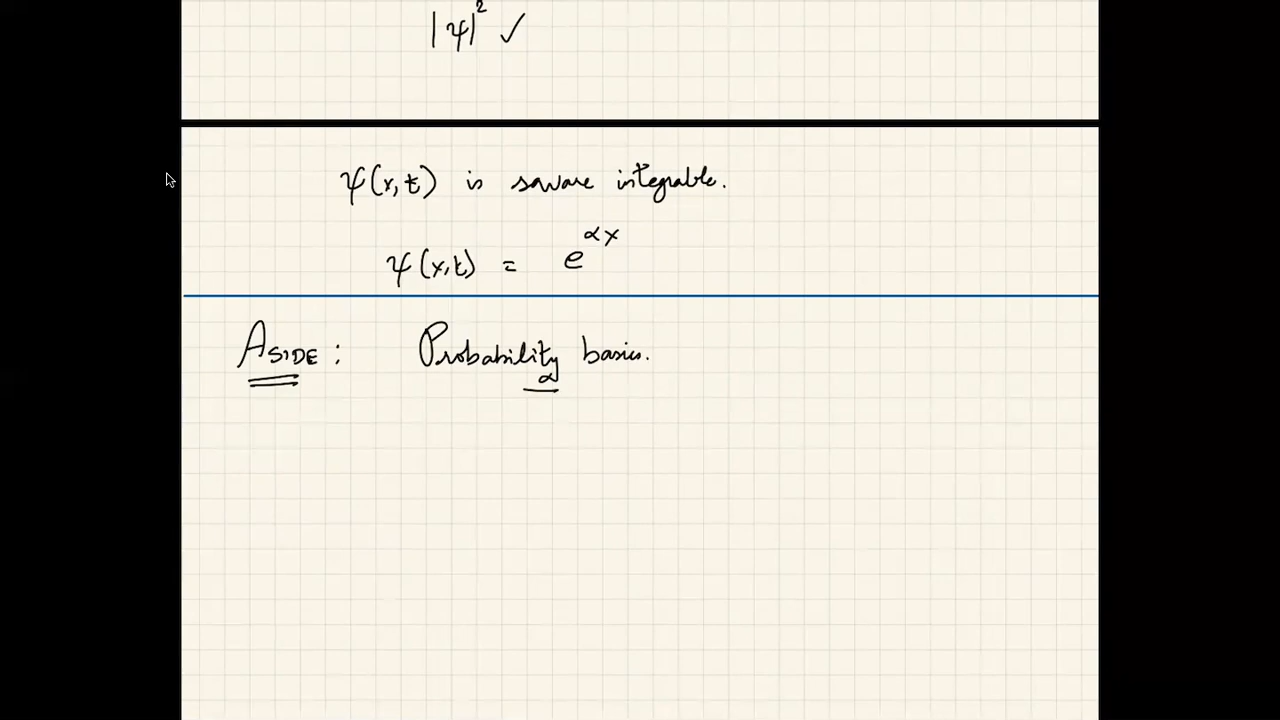 |ψ|² ✓
ψ(x,t) is square integrable.
ψ(x,t) = e^{αx}
ASIDE : Probability basics.
α